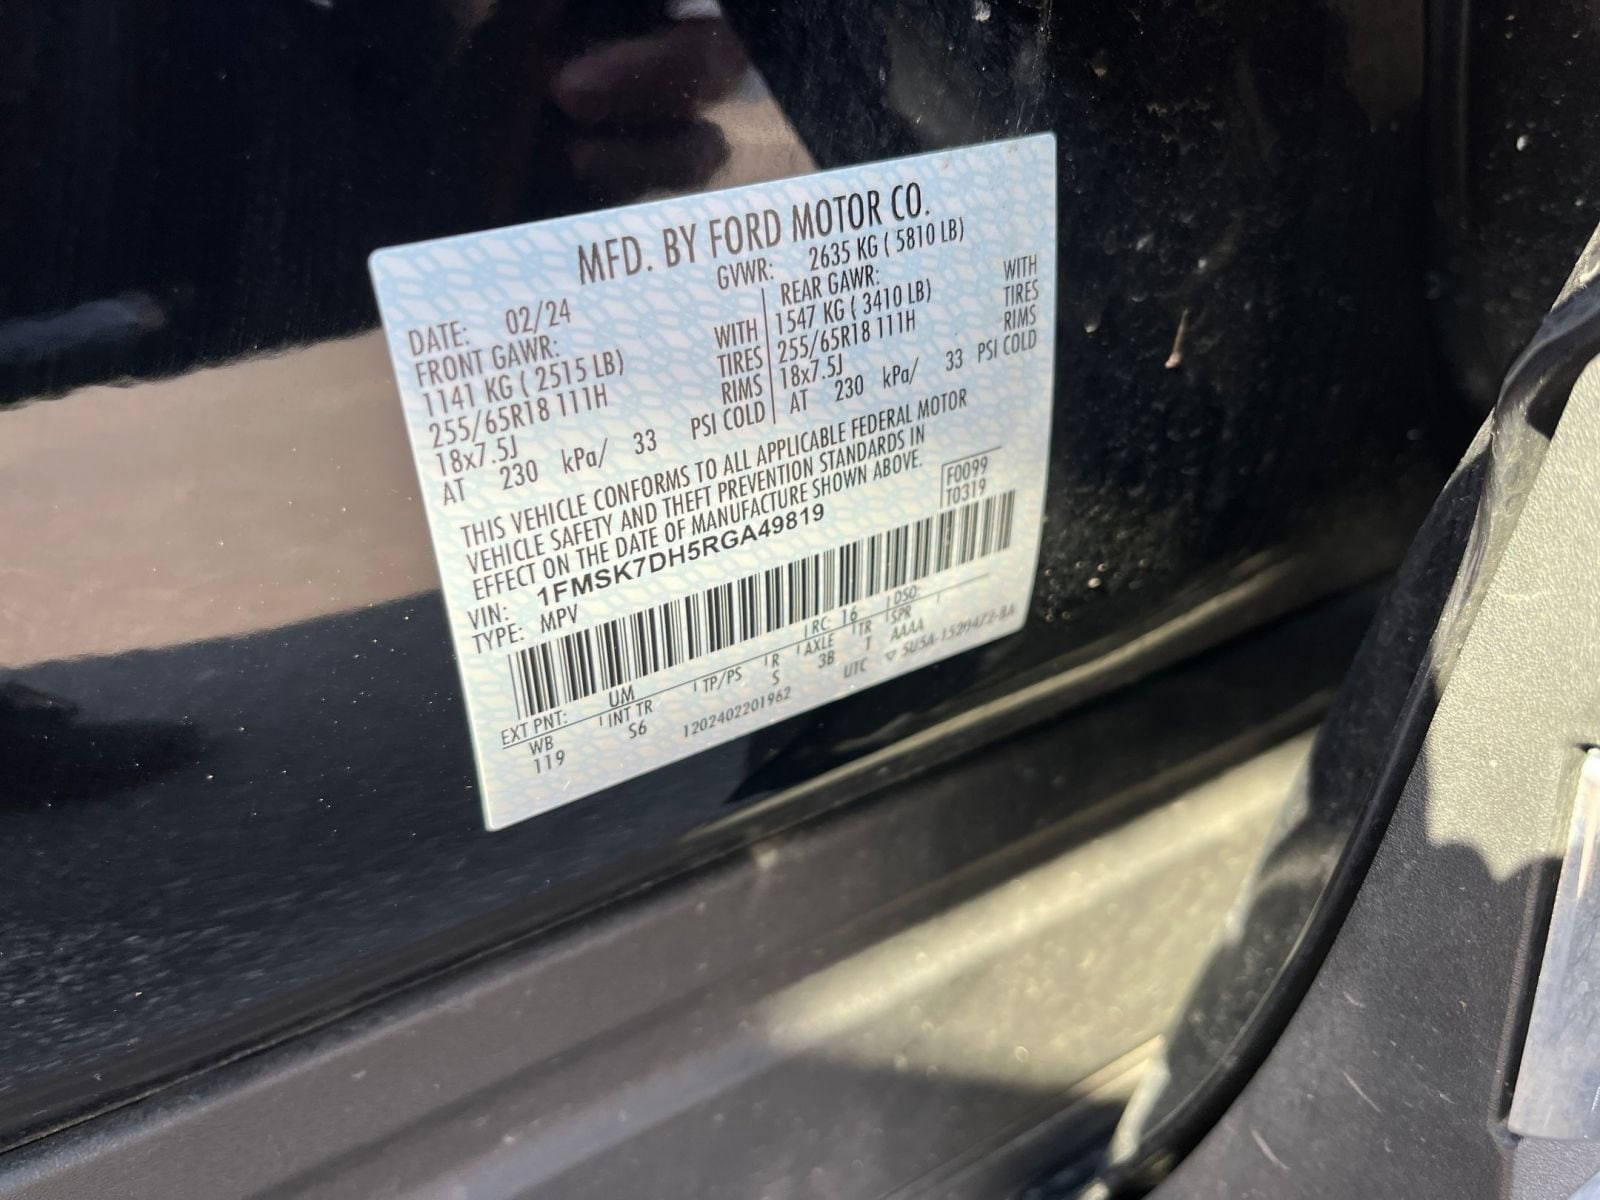 MFD. BY FORD MOTOR CO.
DATE: 02/24 GVWR: 2635 KG ( 5810 LB)
FRONT GAWR: REAR GAWR:
1141 KG ( 2515 LB) WITH 1547 KG ( 3410 LB) WITH
255/65R18 111H TIRES 255/65R18 111H TIRES
18x7.5J RIMS 18x7.5J RIMS
AT 230 kPa/ 33 PSI COLD AT 230 kPa/ 33 PSI COLD
THIS VEHICLE CONFORMS TO ALL APPLICABLE FEDERAL MOTOR
VEHICLE SAFETY AND THEFT PREVENTION STANDARDS IN
EFFECT ON THE DATE OF MANUFACTURE SHOWN ABOVE.
F0099
T0319
VIN: 1FMSK7DH5RGA49819
TYPE: MPV
EXT PNT: UM RC: 16 DSO:
WB INT TR TP/PS R AXLE TR SPR
119 S6 S 3B T AAAA
1202402201962 UTC ▽ 5U5A-1520472-BA